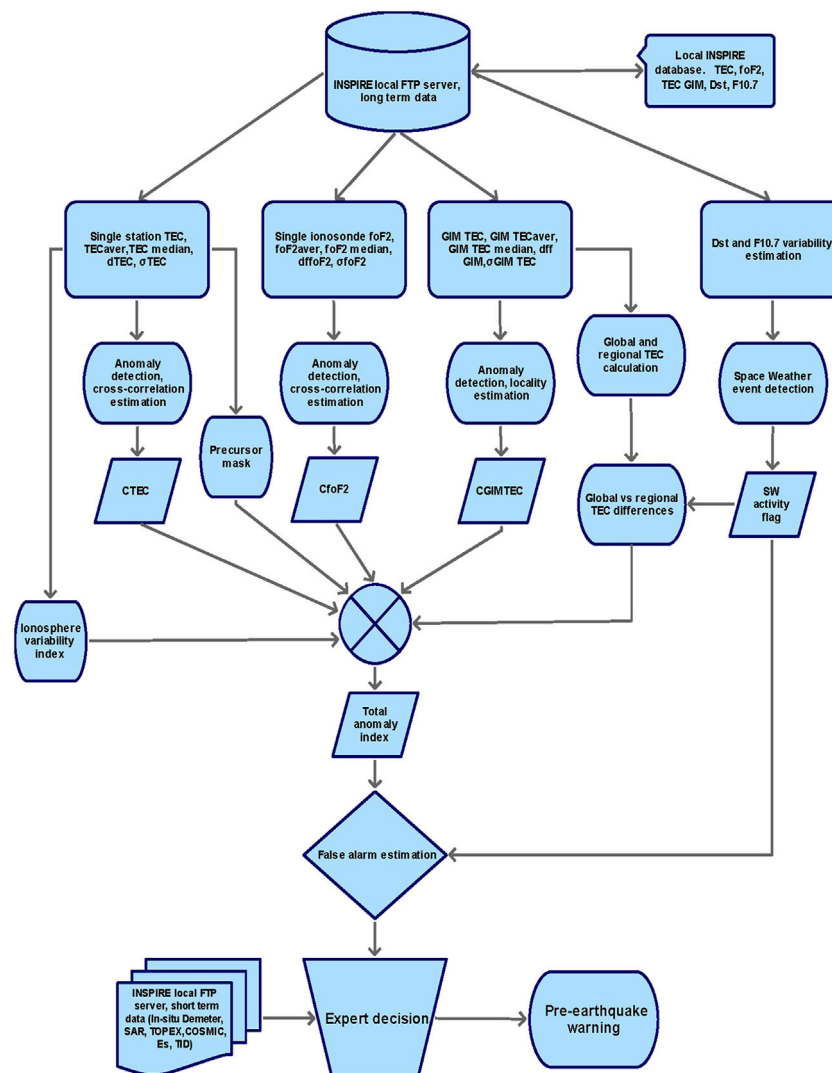 INSPIRE local FTP server,
long term data
Local INSPIRE
database. TEC, foF2,
TEC GIM, Dst, F10.7
Single station TEC,
TECaver,TEC median,
dTEC, σTEC
Single ionosonde foF2,
foF2aver, foF2 median,
dffoF2, σfoF2
GIM TEC, GIM TECaver,
GIM TEC median, dff
GIM,σGIM TEC
Dst and F10.7 variability
estimation
Anomaly
detection,
cross-correlation
estimation
Anomaly
detection,
cross-correlation
estimation
Anomaly
detection, locality
estimation
Global and
regional TEC
calculation
Space Weather
event detection
Precursor
mask
CTEC
CfoF2
CGIMTEC
Global vs regional
TEC differences
SW
activity
flag
Ionosphere
variability
index
Total
anomaly
index
False alarm estimation
INSPIRE local FTP
server, short term
data (In-situ Demeter,
SAR, TOPEX,COSMIC,
Es, TID)
Expert decision
Pre-earthquake
warning